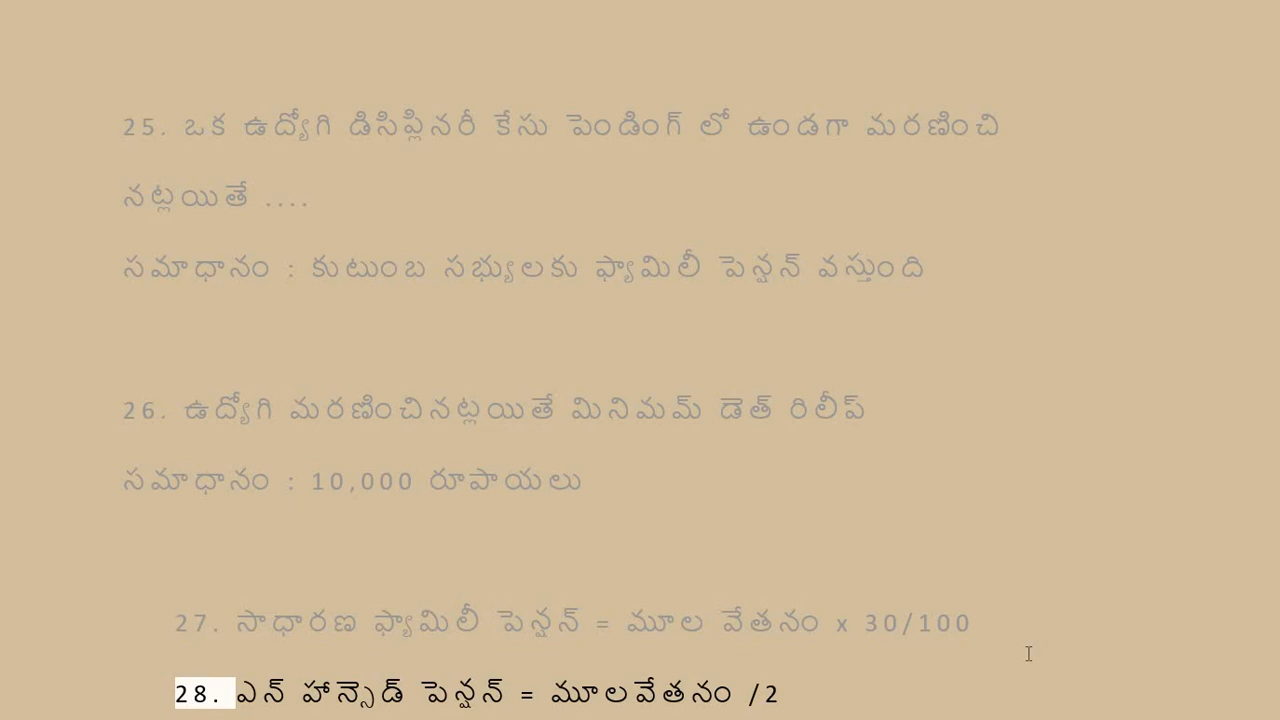 25. ఒక ఉద్యోగి డిసిప్లినరీ కేసు పెండింగ్ లో ఉండగా మరణించి
నట్లయితే ....
సమాధానం : కుటుంబ సభ్యులకు ఫ్యామిలీ పెన్షన్ వస్తుంది
26. ఉద్యోగి మరణించినట్లయితే మినిమమ్ డెత్ రిలీప్
సమాధానం : 10,000 రూపాయలు
27. సాధారణ ఫ్యామిలీ పెన్షన్ = మూల వేతనం x 30/100
28. ఎన్ హాన్సెడ్ పెన్షన్ = మూలవేతనం /2